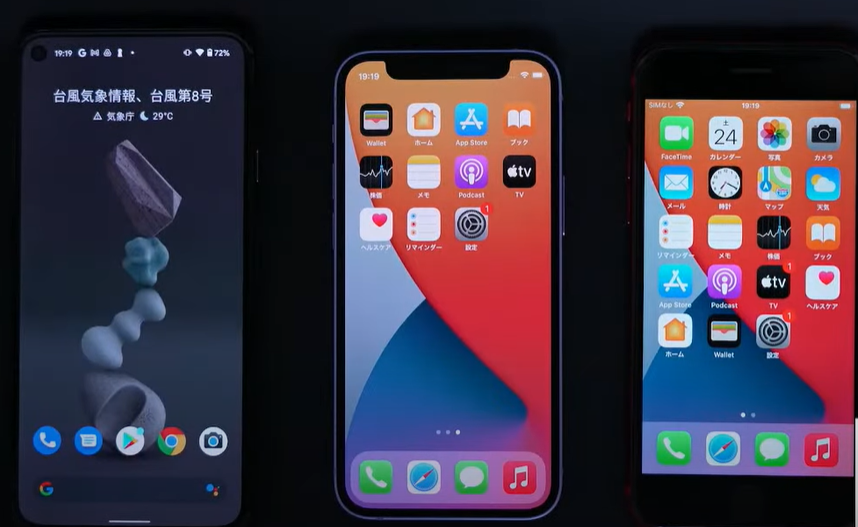 19:19
72%
台風気象情報、台風第8号
気象庁 29°C
19:19
Wallet
ホーム
App Store
ブック
株価
メモ
Podcast
tv
TV
ヘルスケア
リマインダー
1
設定
SIMなし
19:19
FaceTime
土
24
カレンダー
写真
カメラ
メール
時計
マップ
天気
リマインダー
メモ
株価
ブック
App Store
Podcast
tv
1
TV
ヘルスケア
ホーム
Wallet
1
設定